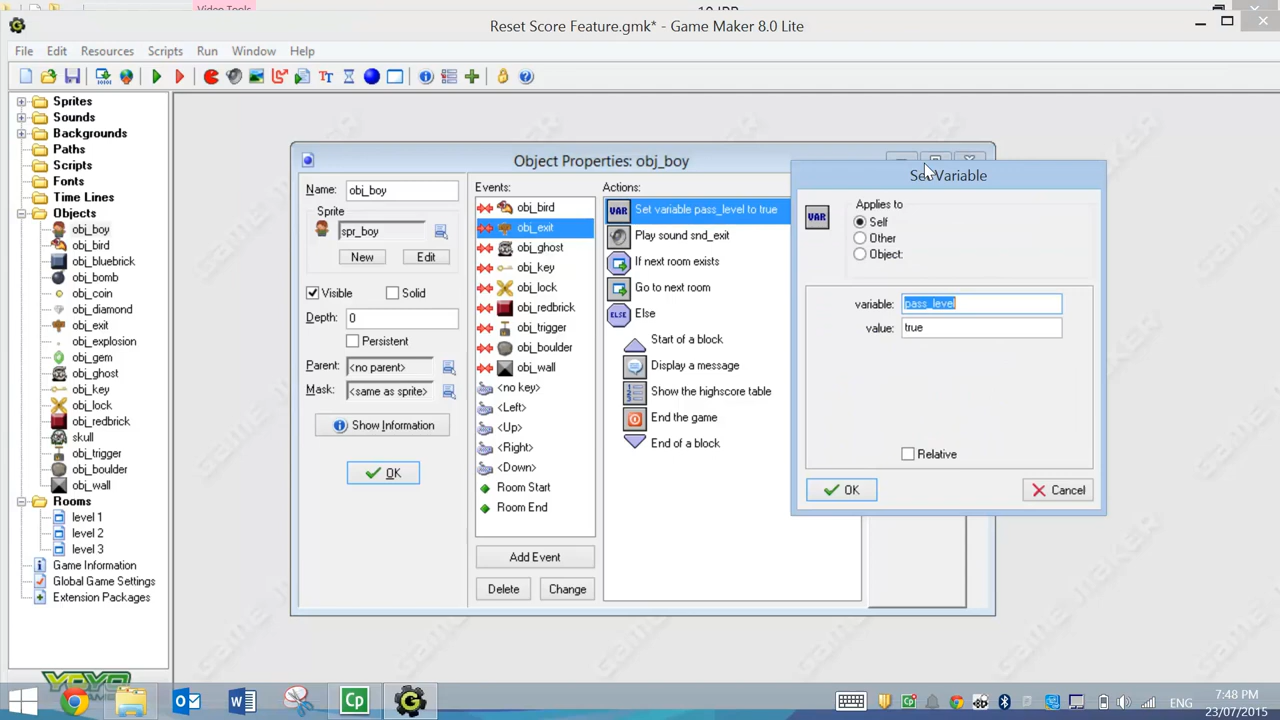 Video Tools
Reset Score Feature.gmk* - Game Maker 8.0 Lite
File Edit Resources Scripts Run Window Help
Sprites
Sounds
Backgrounds
Paths
Scripts
Fonts
Time Lines
Objects
obj_boy
obj_bird
obj_bluebrick
obj_bomb
obj_coin
obj_diamond
obj_exit
obj_explosion
obj_gem
obj_ghost
obj_key
obj_lock
obj_redbrick
skull
obj_trigger
obj_boulder
obj_wall
Rooms
level 1
level 2
level 3
Game Information
Global Game Settings
Extension Packages
Object Properties: obj_boy
Name: obj_boy
Sprite
spr_boy
New Edit
Visible Solid
Depth: 0
Persistent
Parent: <no parent>
Mask: <same as sprite>
Show Information
OK
Events:
obj_bird
obj_exit
obj_ghost
obj_key
obj_lock
obj_redbrick
obj_trigger
obj_boulder
obj_wall
<no key>
<Left>
<Up>
<Right>
<Down>
Room Start
Room End
Add Event
Delete Change
Actions:
VAR Set variable pass_level to true
Play sound snd_exit
If next room exists
Go to next room
ELSE Else
Start of a block
Display a message
Show the highscore table
End the game
End of a block
Set Variable
VAR
Applies to
Self
Other
Object:
variable: pass_level
value: true
Relative
OK Cancel
GAME MAKER
YOYO
GAMES
ENG
7:48 PM
23/07/2015